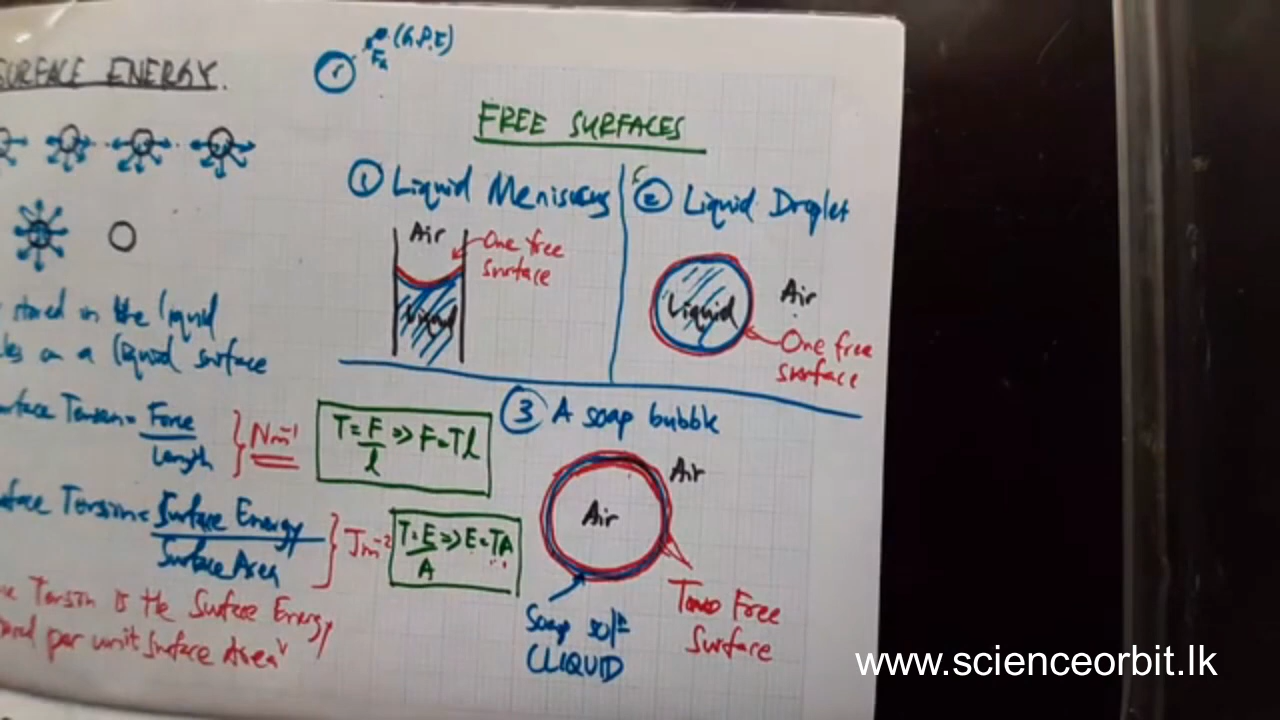 SURFACE ENERGY.
(G.P.E)
FREE SURFACES
① Liquid Meniscus
Air
One free
surface
Liquid
② Liquid Droplet
Liquid
Air
One free
surface
stored in the liquid
on a liquid surface
Surface Tension = Force
Length
Nm⁻¹
T = F ⇒ F = Tl
l
Surface Tension = Surface Energy
Surface Area
Jm⁻²
T = E ⇒ E = TA
A
Tension is the Surface Energy
per unit Surface Area
③ A soap bubble
Air
Air
Two Free
Surface
Soap solⁿ
LIQUID
www.scienceorbit.lk